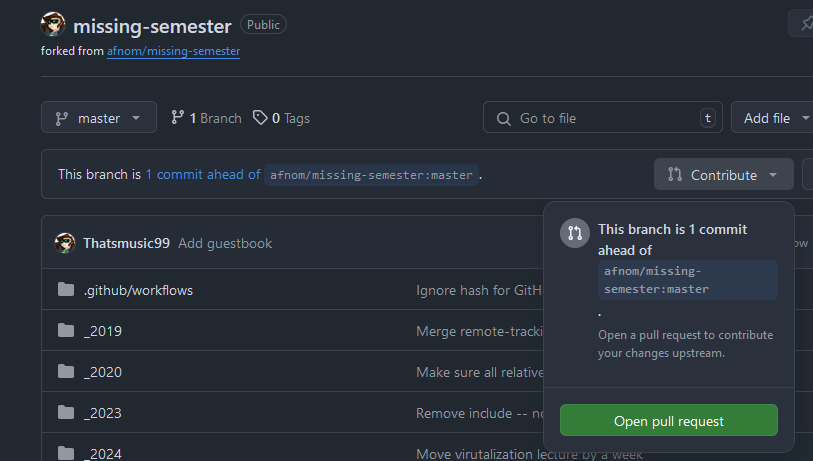 missing-semester Public
forked from afnom/missing-semester
master 1 Branch 0 Tags Go to file t Add file
This branch is 1 commit ahead of afnom/missing-semester:master . Contribute
This branch is 1 commit
ahead of
afnom/missing-
semester:master
.
Open a pull request to contribute
your changes upstream.
Open pull request
Thatsmusic99 Add guestbook
.github/workflows Ignore hash for GitH
_2019 Merge remote-tracki
_2020 Make sure all relative
_2023 Remove include -- no
_2024 Move virutalization lecture by a week